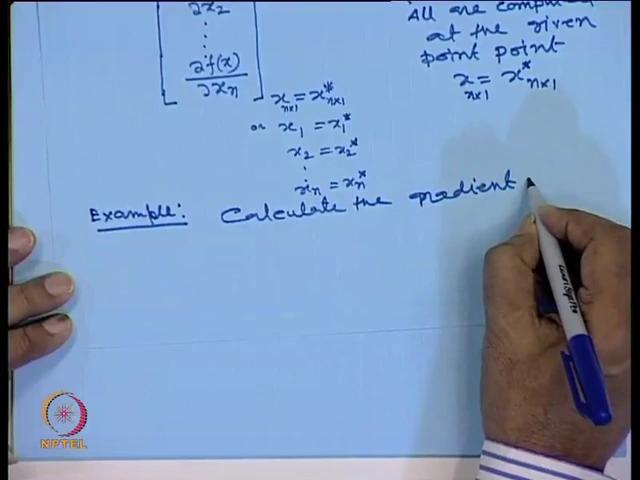 ∂x2
⋮
∂f(x)
∂xn
x n×1 = x* n×1
or x1 = x1*
x2 = x2*
⋮
xn = xn*
All are computed
at the given
point point
x n×1 = x* n×1
Example: Calculate the gradient
NPTEL